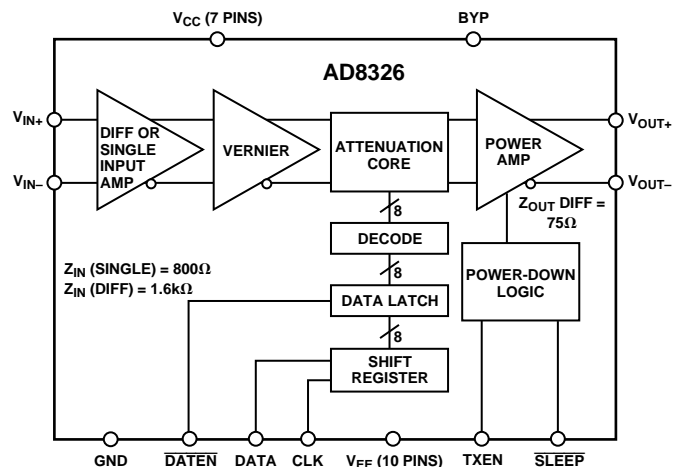 VCC (7 PINS)
BYP
AD8326
VIN+
VIN–
DIFF OR
SINGLE
INPUT
AMP
VERNIER
ATTENUATION
CORE
POWER
AMP
VOUT+
VOUT–
ZOUT DIFF =
75Ω
8
DECODE
8
DATA LATCH
8
SHIFT
REGISTER
ZIN (SINGLE) = 800Ω
ZIN (DIFF) = 1.6kΩ
POWER-DOWN
LOGIC
GND
DATEN
DATA
CLK
VEE (10 PINS)
TXEN
SLEEP